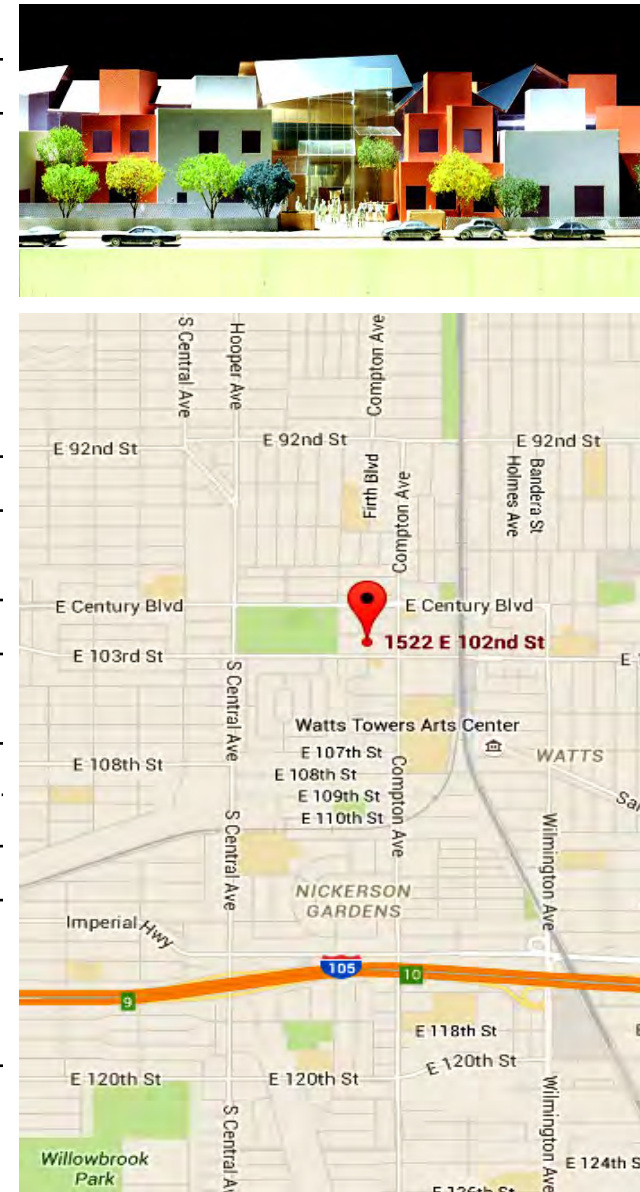 S Central Ave
Hooper Ave
Compton Ave
E 92nd St
E 92nd St
E 92nd St
Firth Blvd
Compton Ave
Holmes Ave
Bandera St
E Century Blvd
E Century Blvd
1522 E 102nd St
E 103rd St
E
S Central Ave
Watts Towers Arts Center
E 107th St
WATTS
E 108th St
E 108th St
Compton Ave
E 109th St
E 110th St
S Central Ave
Wilmington Ave
NICKERSON
GARDENS
Imperial Hwy
105
10
9
E 118th St
E 120th St
E 120th St
E 120th St
S Central A
Wilmington Ave
Willowbrook
Park
E 124th S